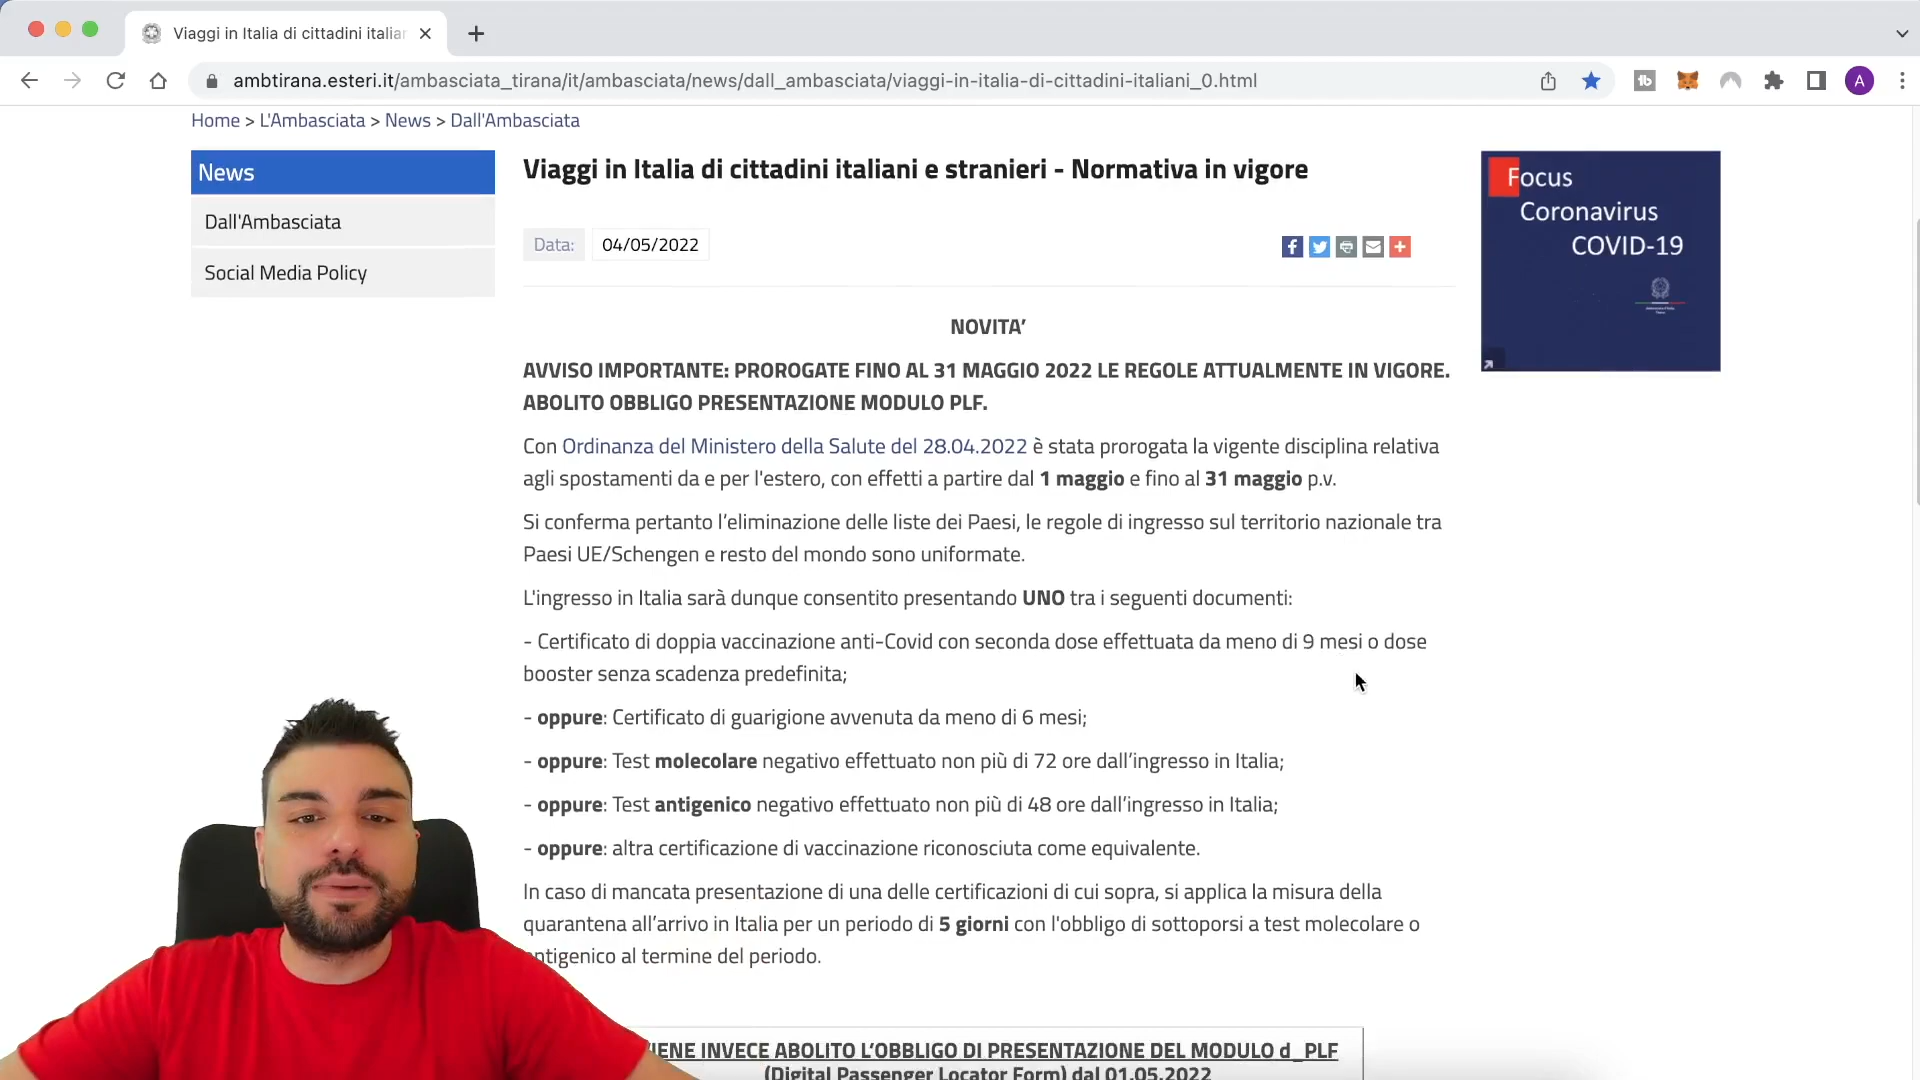 Viaggi in Italia di cittadini italia
ambtirana.esteri.it/ambasciata_tirana/it/ambasciata/news/dall_ambasciata/viaggi-in-italia-di-cittadini-italiani_0.html
tb
A
Home > L'Ambasciata > News > Dall'Ambasciata
News
Dall'Ambasciata
Social Media Policy
Viaggi in Italia di cittadini italiani e stranieri - Normativa in vigore
Data: 04/05/2022
Focus
Coronavirus
COVID-19
NOVITA’
AVVISO IMPORTANTE: PROROGATE FINO AL 31 MAGGIO 2022 LE REGOLE ATTUALMENTE IN VIGORE.
ABOLITO OBBLIGO PRESENTAZIONE MODULO PLF.
Con Ordinanza del Ministero della Salute del 28.04.2022 è stata prorogata la vigente disciplina relativa
agli spostamenti da e per l'estero, con effetti a partire dal 1 maggio e fino al 31 maggio p.v.
Si conferma pertanto l’eliminazione delle liste dei Paesi, le regole di ingresso sul territorio nazionale tra
Paesi UE/Schengen e resto del mondo sono uniformate.
L'ingresso in Italia sarà dunque consentito presentando UNO tra i seguenti documenti:
- Certificato di doppia vaccinazione anti-Covid con seconda dose effettuata da meno di 9 mesi o dose
booster senza scadenza predefinita;
- oppure: Certificato di guarigione avvenuta da meno di 6 mesi;
- oppure: Test molecolare negativo effettuato non più di 72 ore dall’ingresso in Italia;
- oppure: Test antigenico negativo effettuato non più di 48 ore dall’ingresso in Italia;
- oppure: altra certificazione di vaccinazione riconosciuta come equivalente.
In caso di mancata presentazione di una delle certificazioni di cui sopra, si applica la misura della
quarantena all’arrivo in Italia per un periodo di 5 giorni con l'obbligo di sottoporsi a test molecolare o
antigenico al termine del periodo.
IENE INVECE ABOLITO L’OBBLIGO DI PRESENTAZIONE DEL MODULO d_PLF
(Digital Passenger Locator Form) dal 01.05.2022